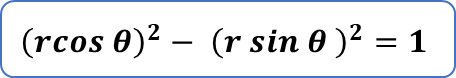 (rcos θ)² − (r sin θ )² = 1